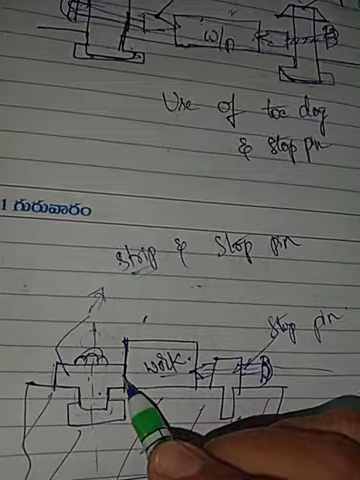 W/P
Use of toe dog
& stop pin
1 గురువారం
strip & stop pin
stop pin
work